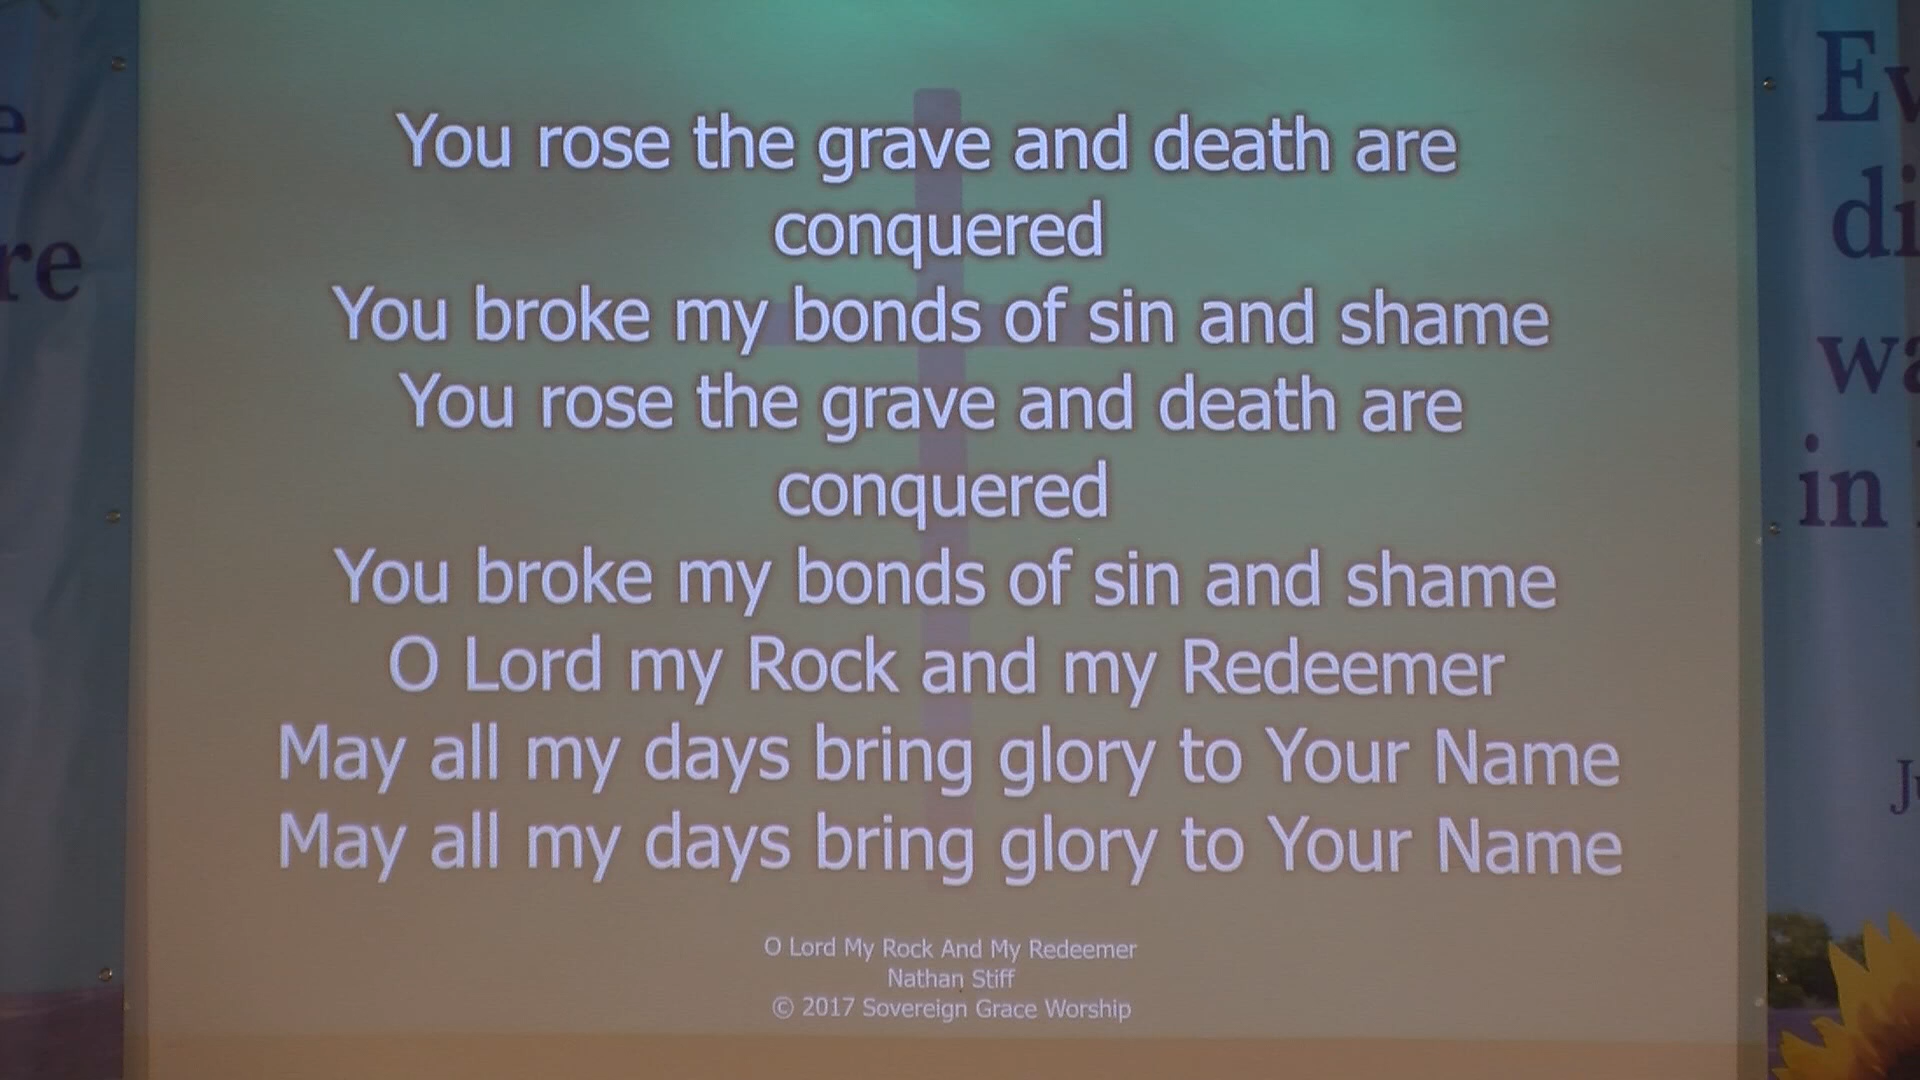 You rose the grave and death are
conquered
You broke my bonds of sin and shame
You rose the grave and death are
conquered
You broke my bonds of sin and shame
O Lord my Rock and my Redeemer
May all my days bring glory to Your Name
May all my days bring glory to Your Name
O Lord My Rock And My Redeemer
Nathan Stiff
© 2017 Sovereign Grace Worship
in